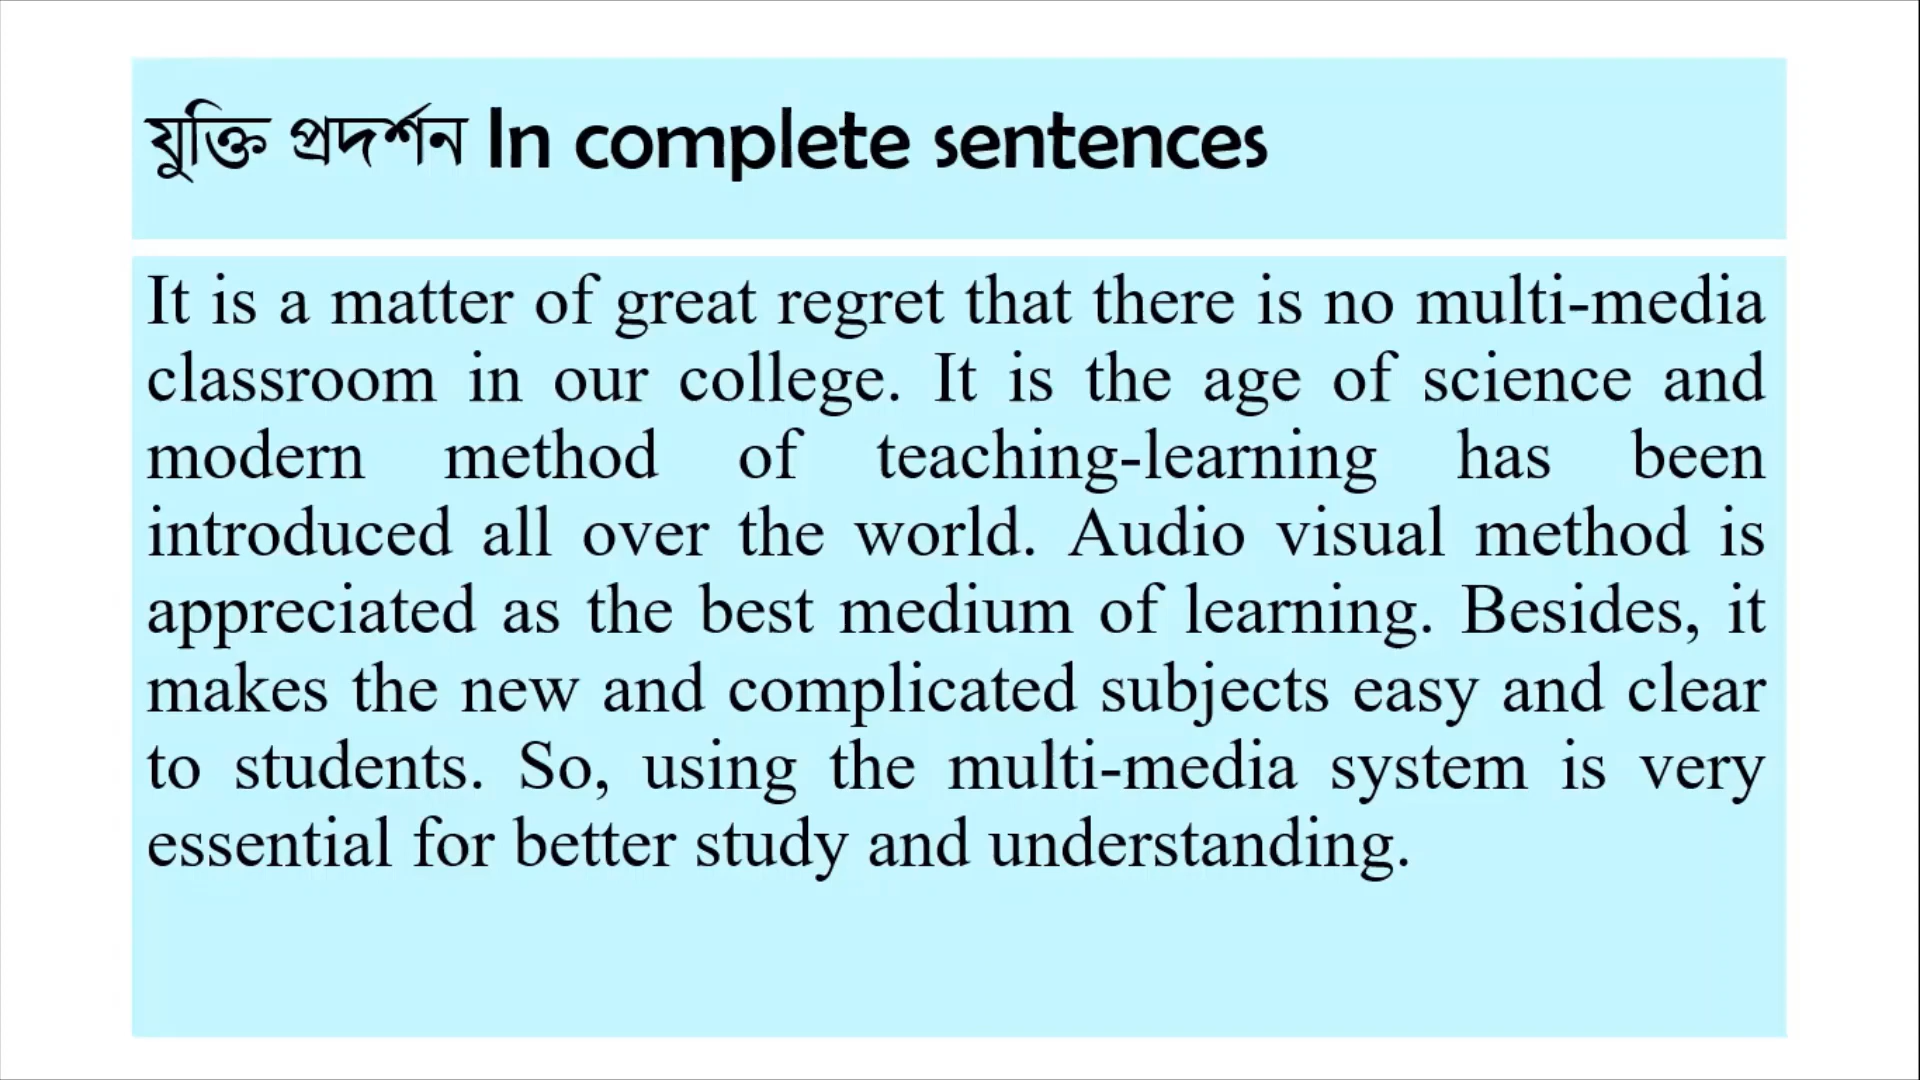 যুক্তি প্রদর্শন In complete sentences
It is a matter of great regret that there is no multi-media
classroom in our college. It is the age of science and
modern method of teaching-learning has been
introduced all over the world. Audio visual method is
appreciated as the best medium of learning. Besides, it
makes the new and complicated subjects easy and clear
to students. So, using the multi-media system is very
essential for better study and understanding.